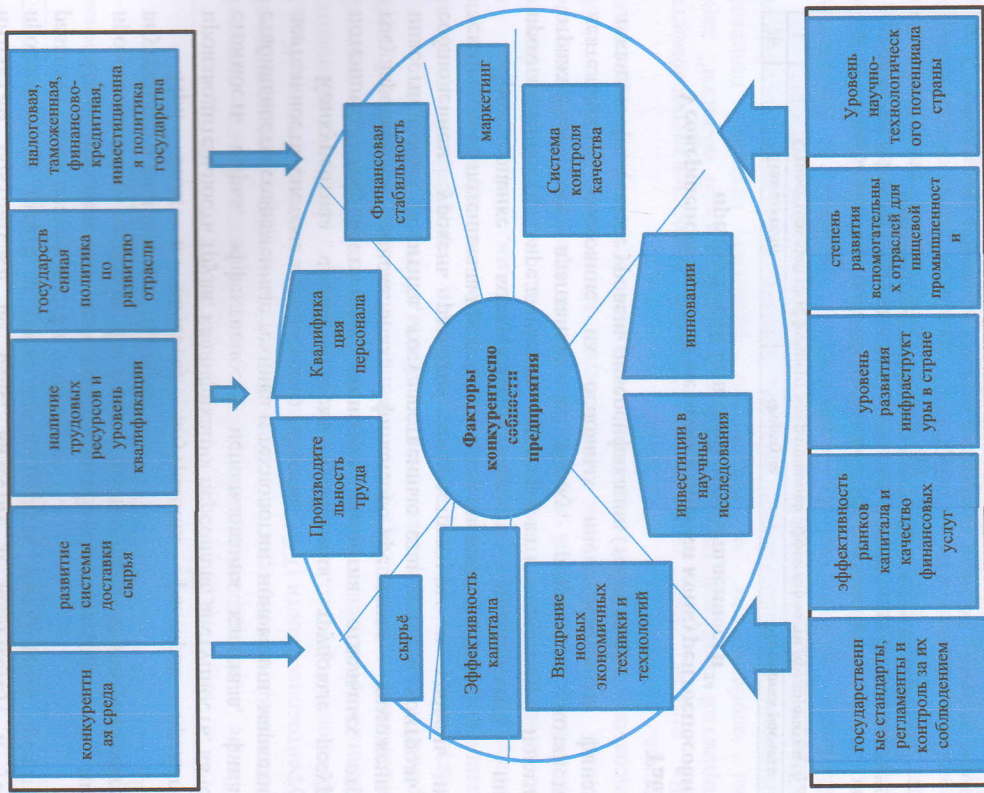 конкурентн
ая среда
развитие
системы
доставки
сырья
наличие
трудовых
ресурсов и
уровень
квалификации
государств
енная
политика
по
развитию
отрасли
налоговая,
таможенная,
финансово-
кредитная,
инвестиционна
я политика
государства
сырьё
Эффективность
капитала
Внедрение
новых
экономичных
техники и
технологий
Производите
льность
труда
Квалифика
ция
персонала
Финансовая
стабильность
маркетинг
Система
контроля
качества
Факторы
конкурентоспо
собности
предприятия
инвестиции в
научные
исследования
инновации
государственн
ые стандарты,
регламенты и
контроль за их
соблюдением
эффективность
рынков
капитала и
качество
финансовых
услуг
уровень
развития
инфраструкт
уры в стране
степень
развития
вспомогательны
х отраслей для
пищевой
промышленност
и
Уровень
научно-
технологическ
ого потенциала
страны